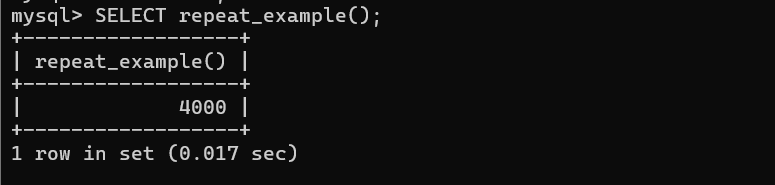 mysql> SELECT repeat_example();
+------------------+
| repeat_example() |
+------------------+
|             4000 |
+------------------+
1 row in set (0.017 sec)